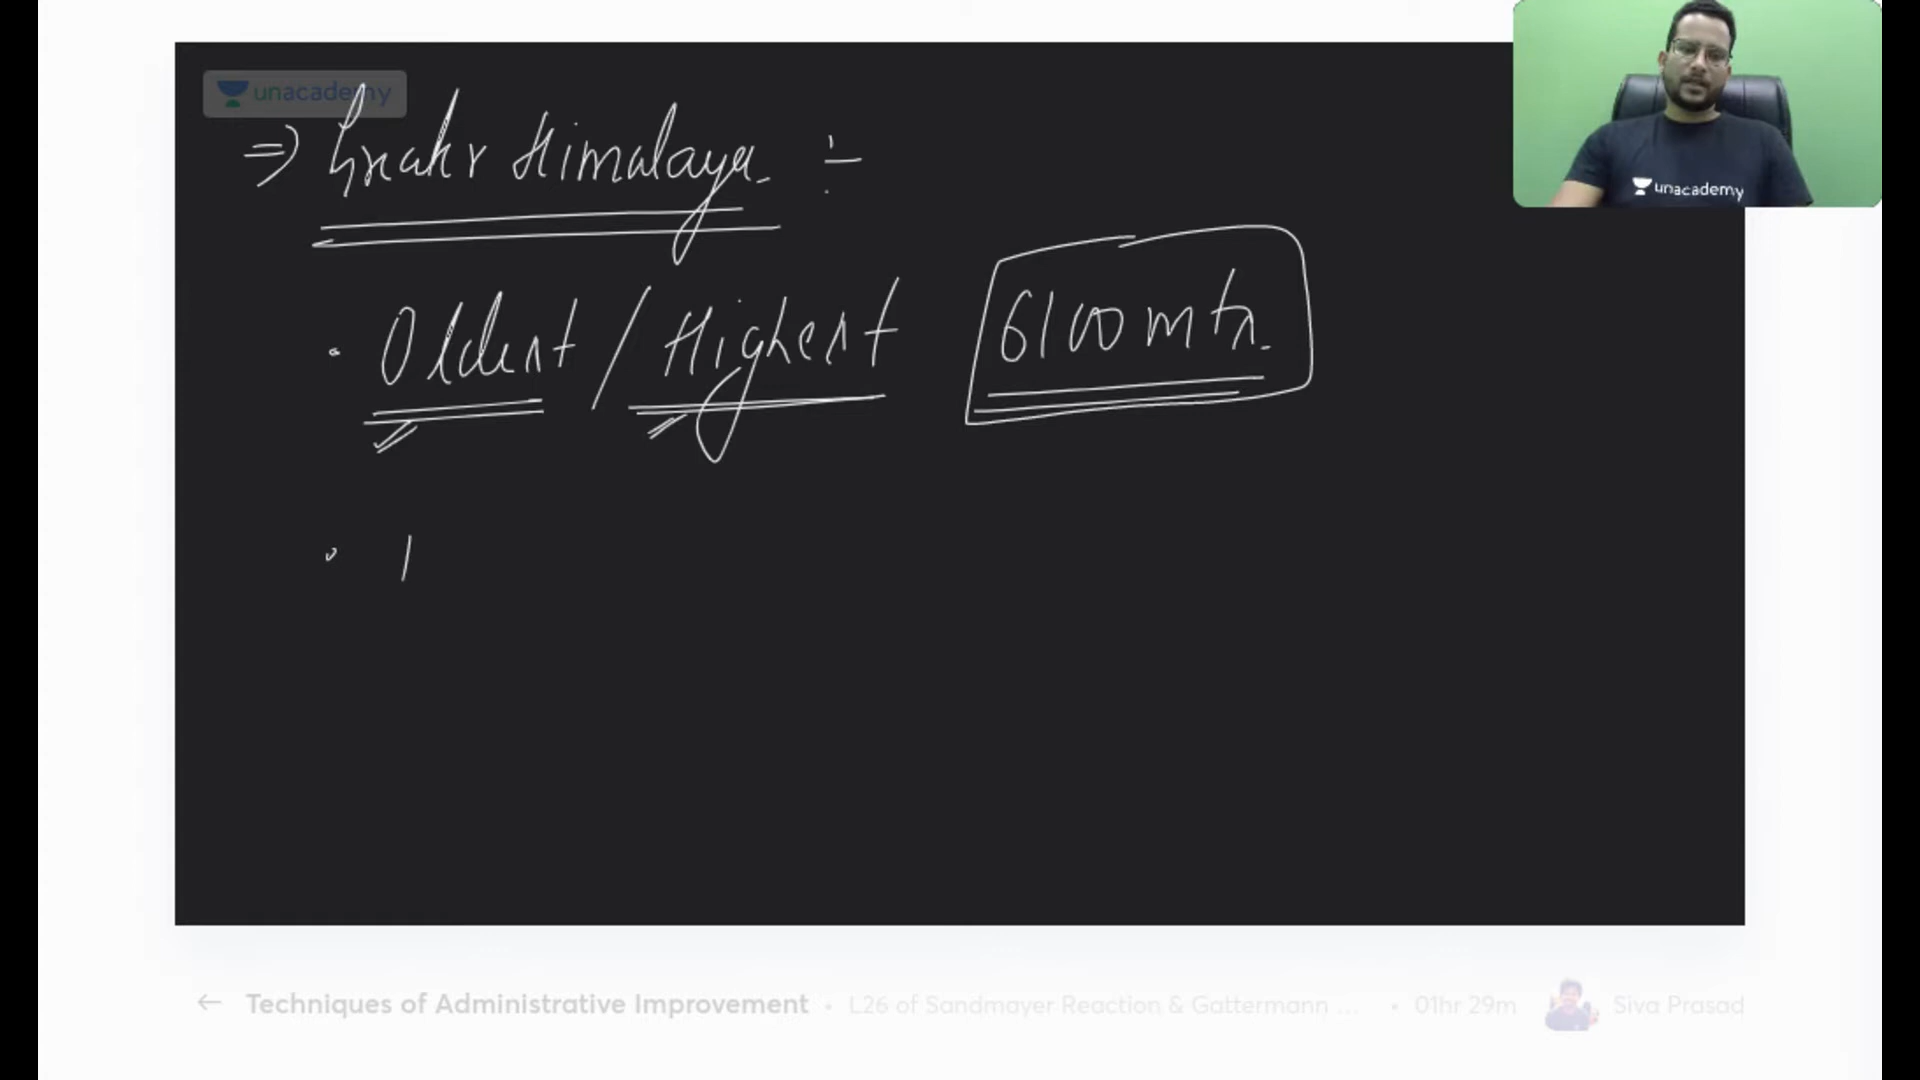 unacademy
⇒ Greater Himalaya :-
unacademy
• Oldest / Highest 6100 mtr.
•
← Techniques of Administrative Improvement • L26 of Sandmayer Reaction & Gattermann ... • 01hr 29m Siva Prasad